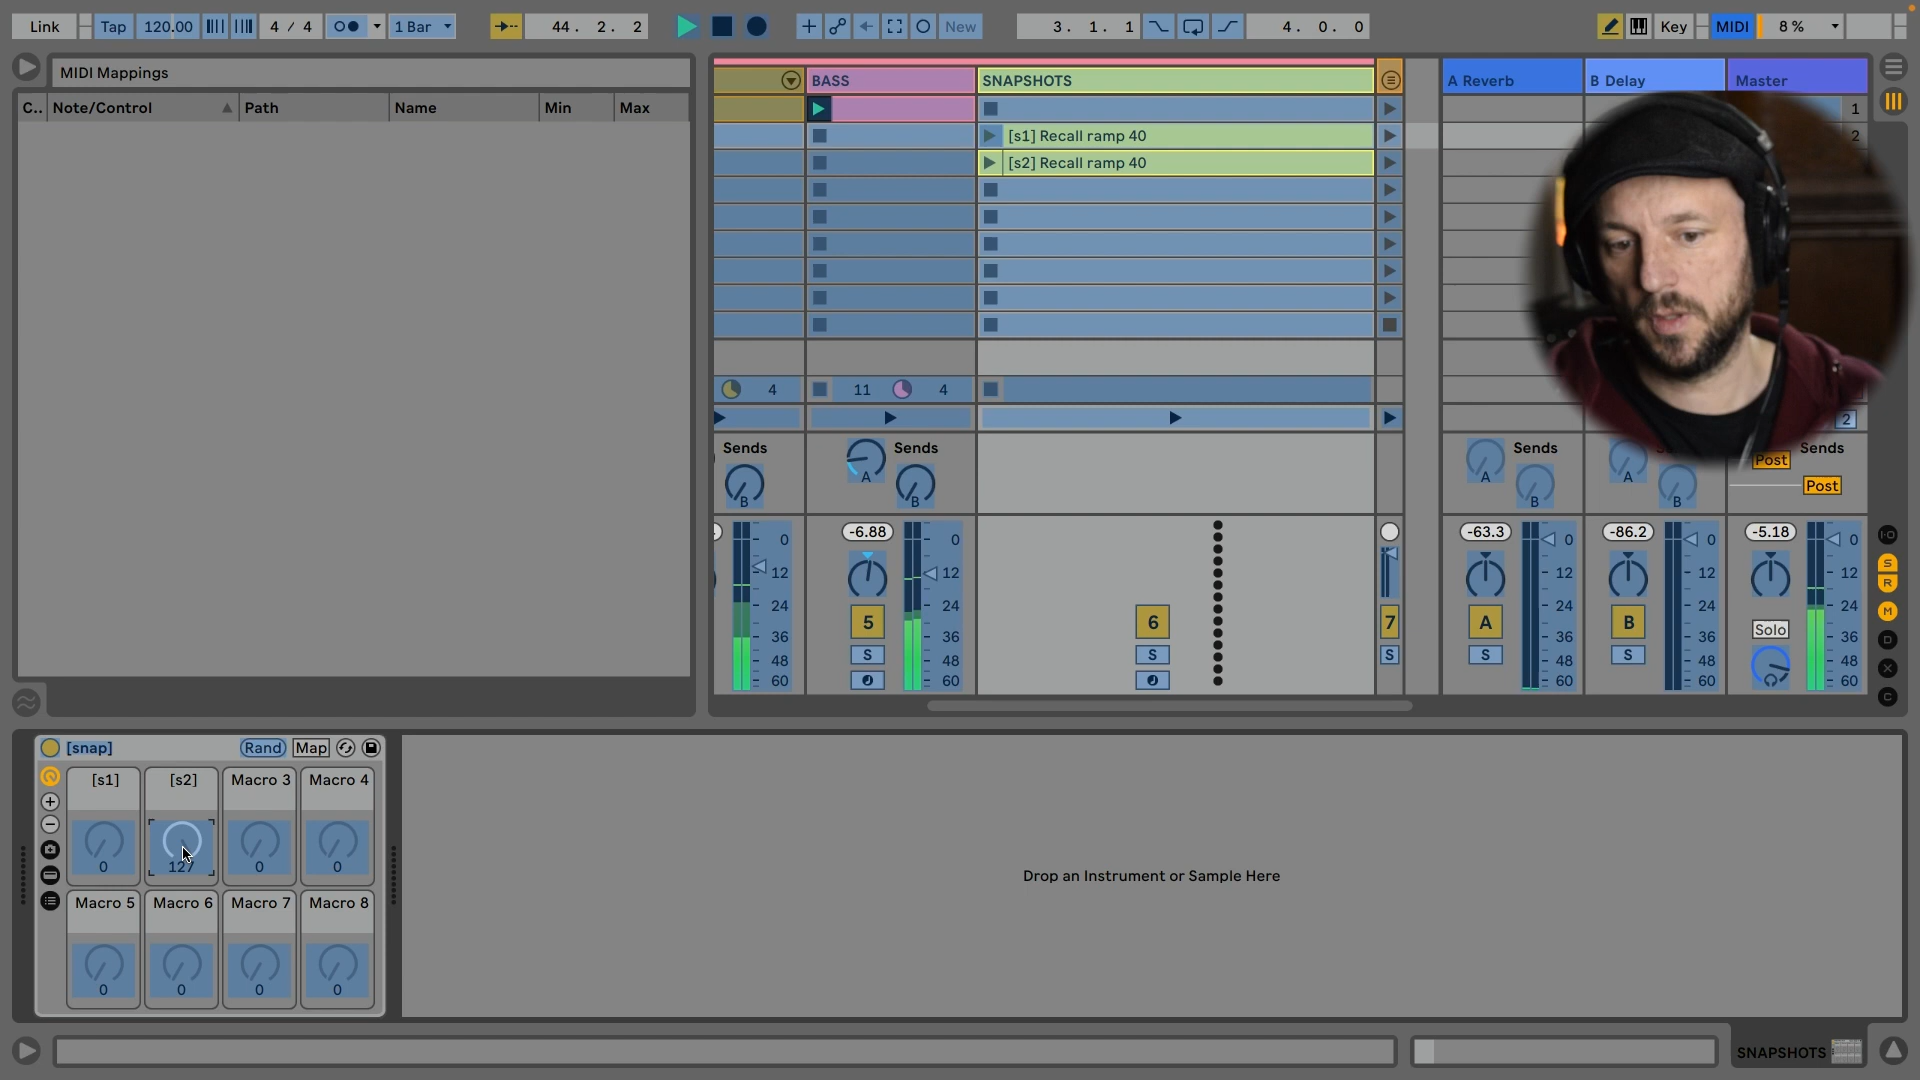 Link Tap 120.00 4 / 4 1 Bar 44. 2. 2 New 3. 1. 1 4. 0. 0 Key MIDI 8 %
MIDI Mappings
C.. Note/Control Path Name Min Max
BASS SNAPSHOTS A Reverb B Delay Master
1
[s1] Recall ramp 40 2
[s2] Recall ramp 40
4 11 4
2
Sends Sends Sends Sends
A A A Post
B B B B Post
-6.88 -63.3 -86.2 -5.18
0 0 0 0 0
12 12 12 12 12
24 24 24 24 24
5 6 7 A B Solo
36 36 36 36 36
S S S S S
48 48 48 48 48
60 60 60 60 60
I·O
S
R
M
D
X
C
[snap] Rand Map
[s1] [s2] Macro 3 Macro 4
0 127 0 0
Drop an Instrument or Sample Here
Macro 5 Macro 6 Macro 7 Macro 8
0 0 0 0
SNAPSHOTS